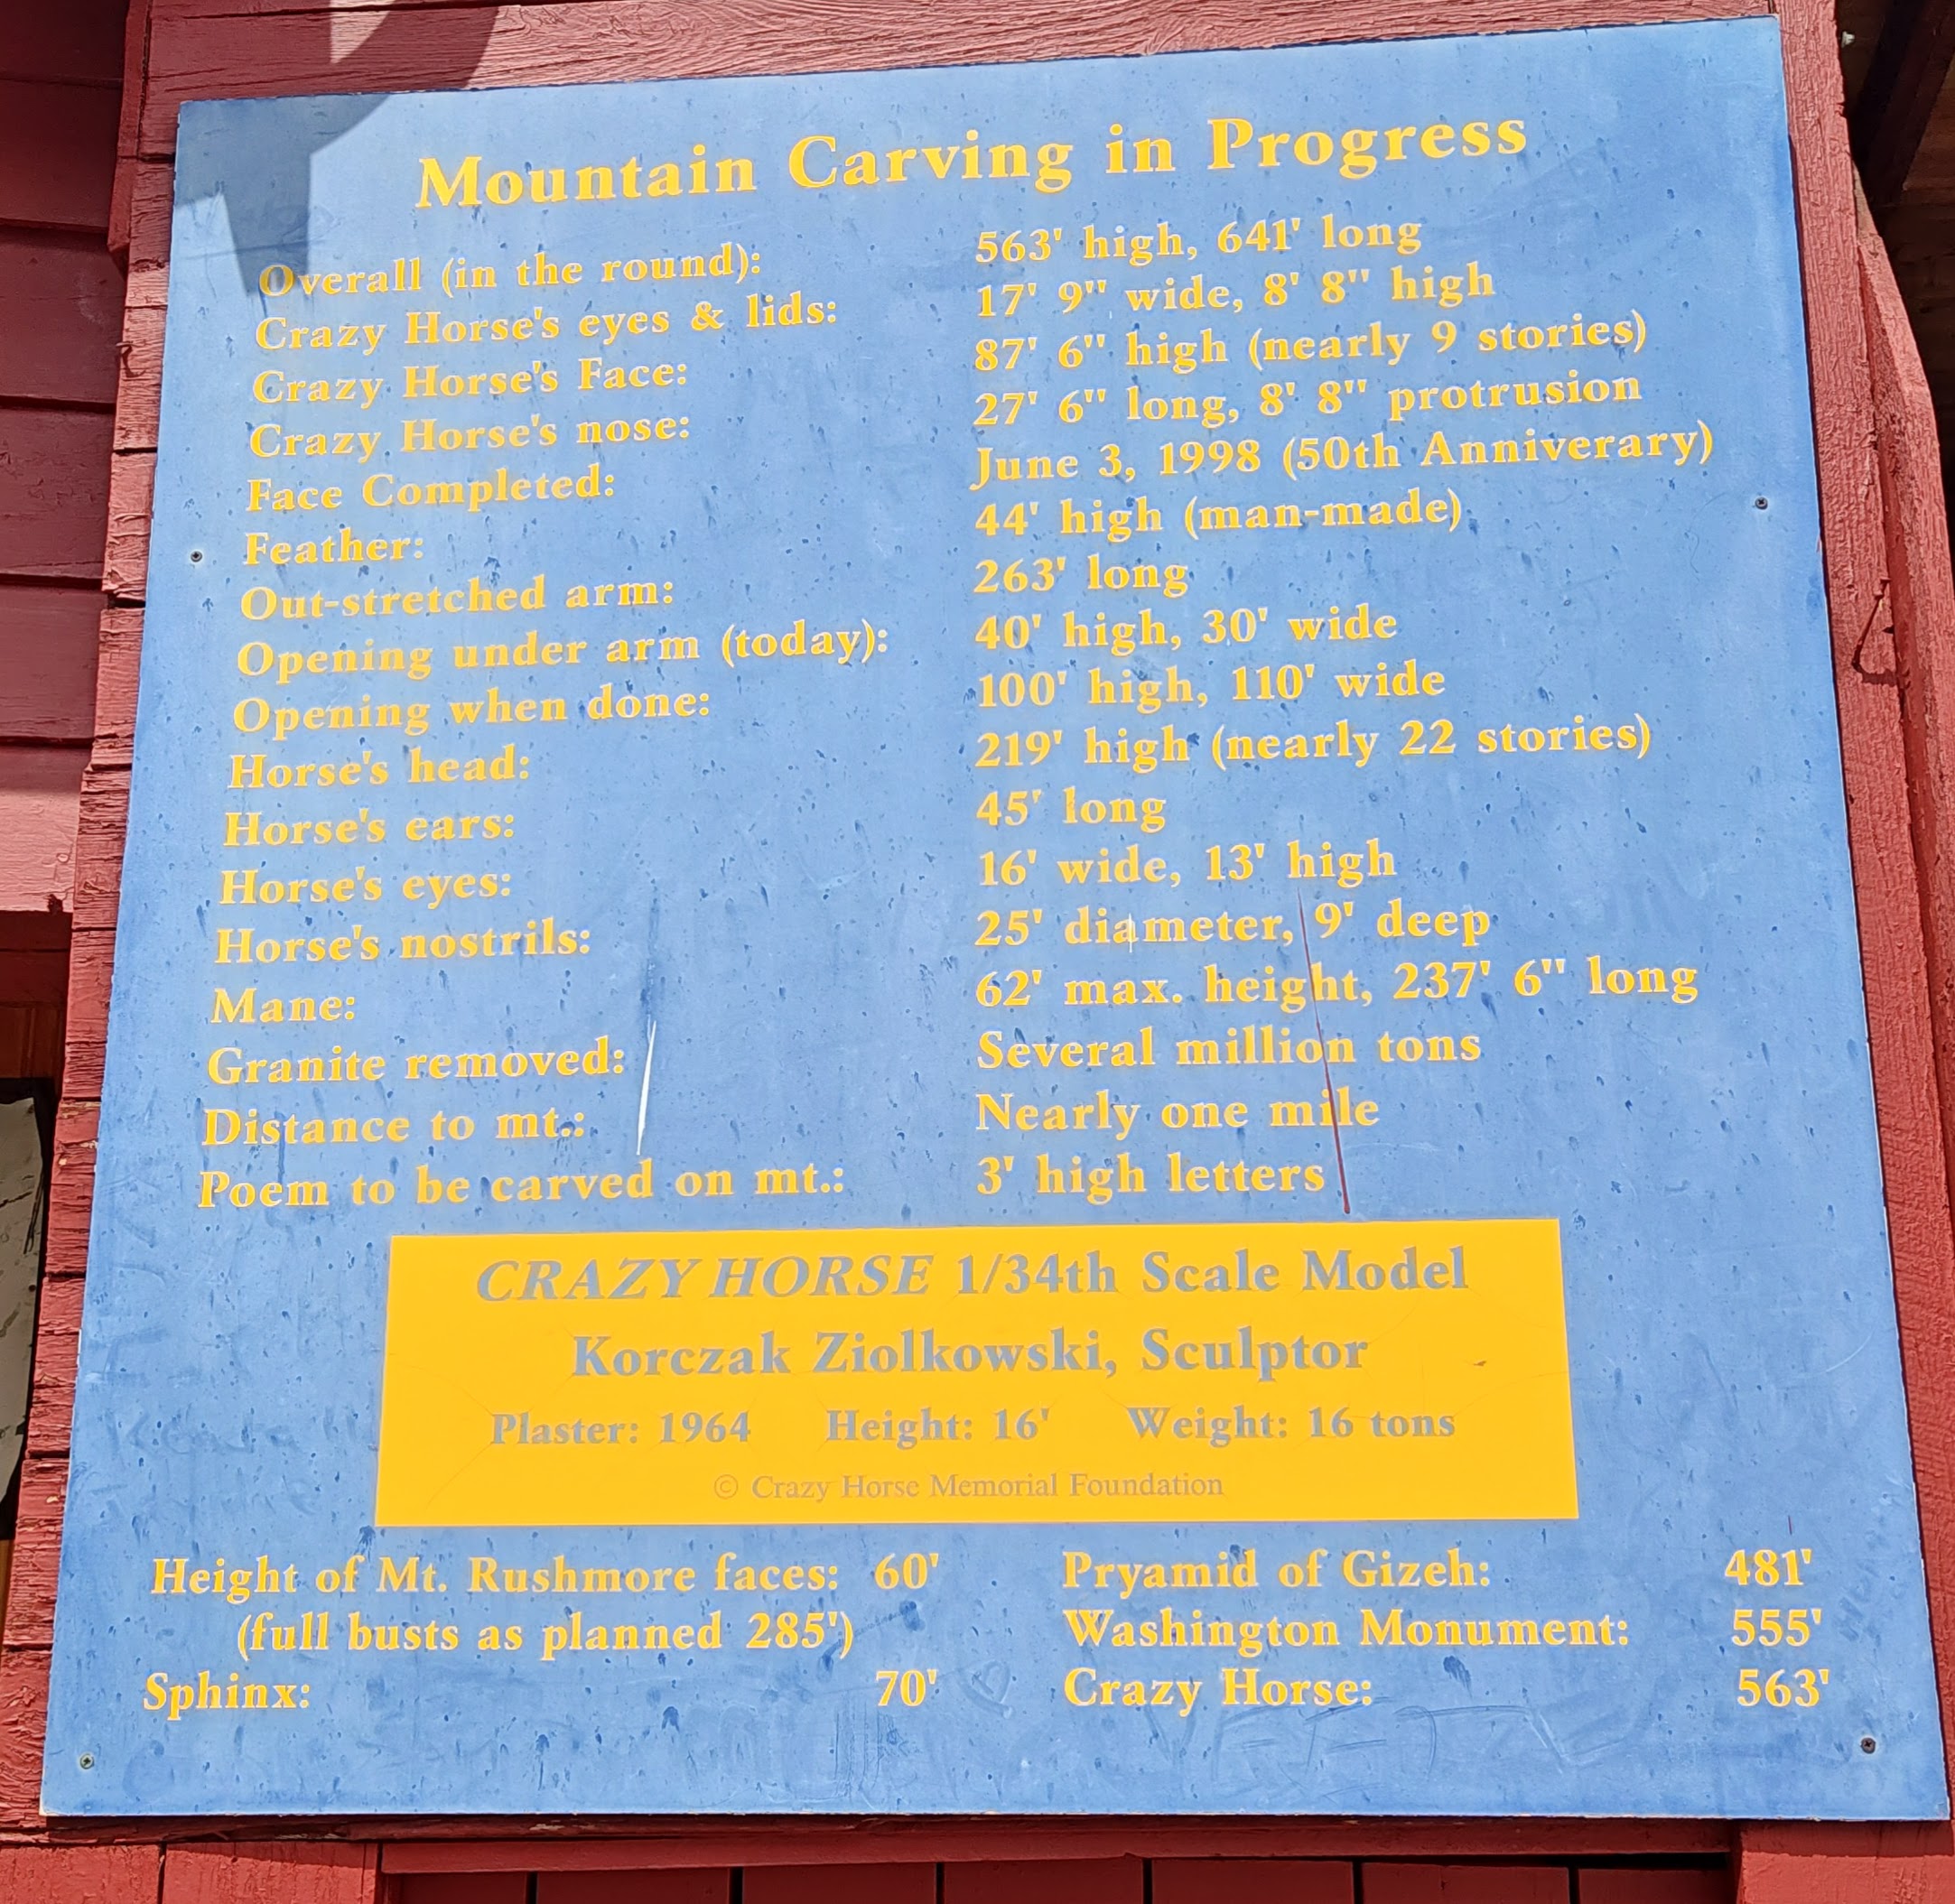 Mountain Carving in Progress
Overall (in the round): 563' high, 641' long
Crazy Horse's eyes & lids: 17' 9" wide, 8' 8" high
Crazy Horse's Face: 87' 6" high (nearly 9 stories)
Crazy Horse's nose: 27' 6" long, 8' 8" protrusion
Face Completed: June 3, 1998 (50th Anniverary)
Feather: 44' high (man-made)
Out-stretched arm: 263' long
Opening under arm (today): 40' high, 30' wide
Opening when done: 100' high, 110' wide
Horse's head: 219' high (nearly 22 stories)
Horse's ears: 45' long
Horse's eyes: 16' wide, 13' high
Horse's nostrils: 25' diameter, 9' deep
Mane: 62' max. height, 237' 6" long
Granite removed: Several million tons
Distance to mt.: Nearly one mile
Poem to be carved on mt.: 3' high letters
CRAZY HORSE 1/34th Scale Model
Korczak Ziolkowski, Sculptor
Plaster: 1964 Height: 16' Weight: 16 tons
© Crazy Horse Memorial Foundation
Height of Mt. Rushmore faces: 60' Pryamid of Gizeh: 481'
(full busts as planned 285') Washington Monument: 555'
Sphinx: 70' Crazy Horse: 563'